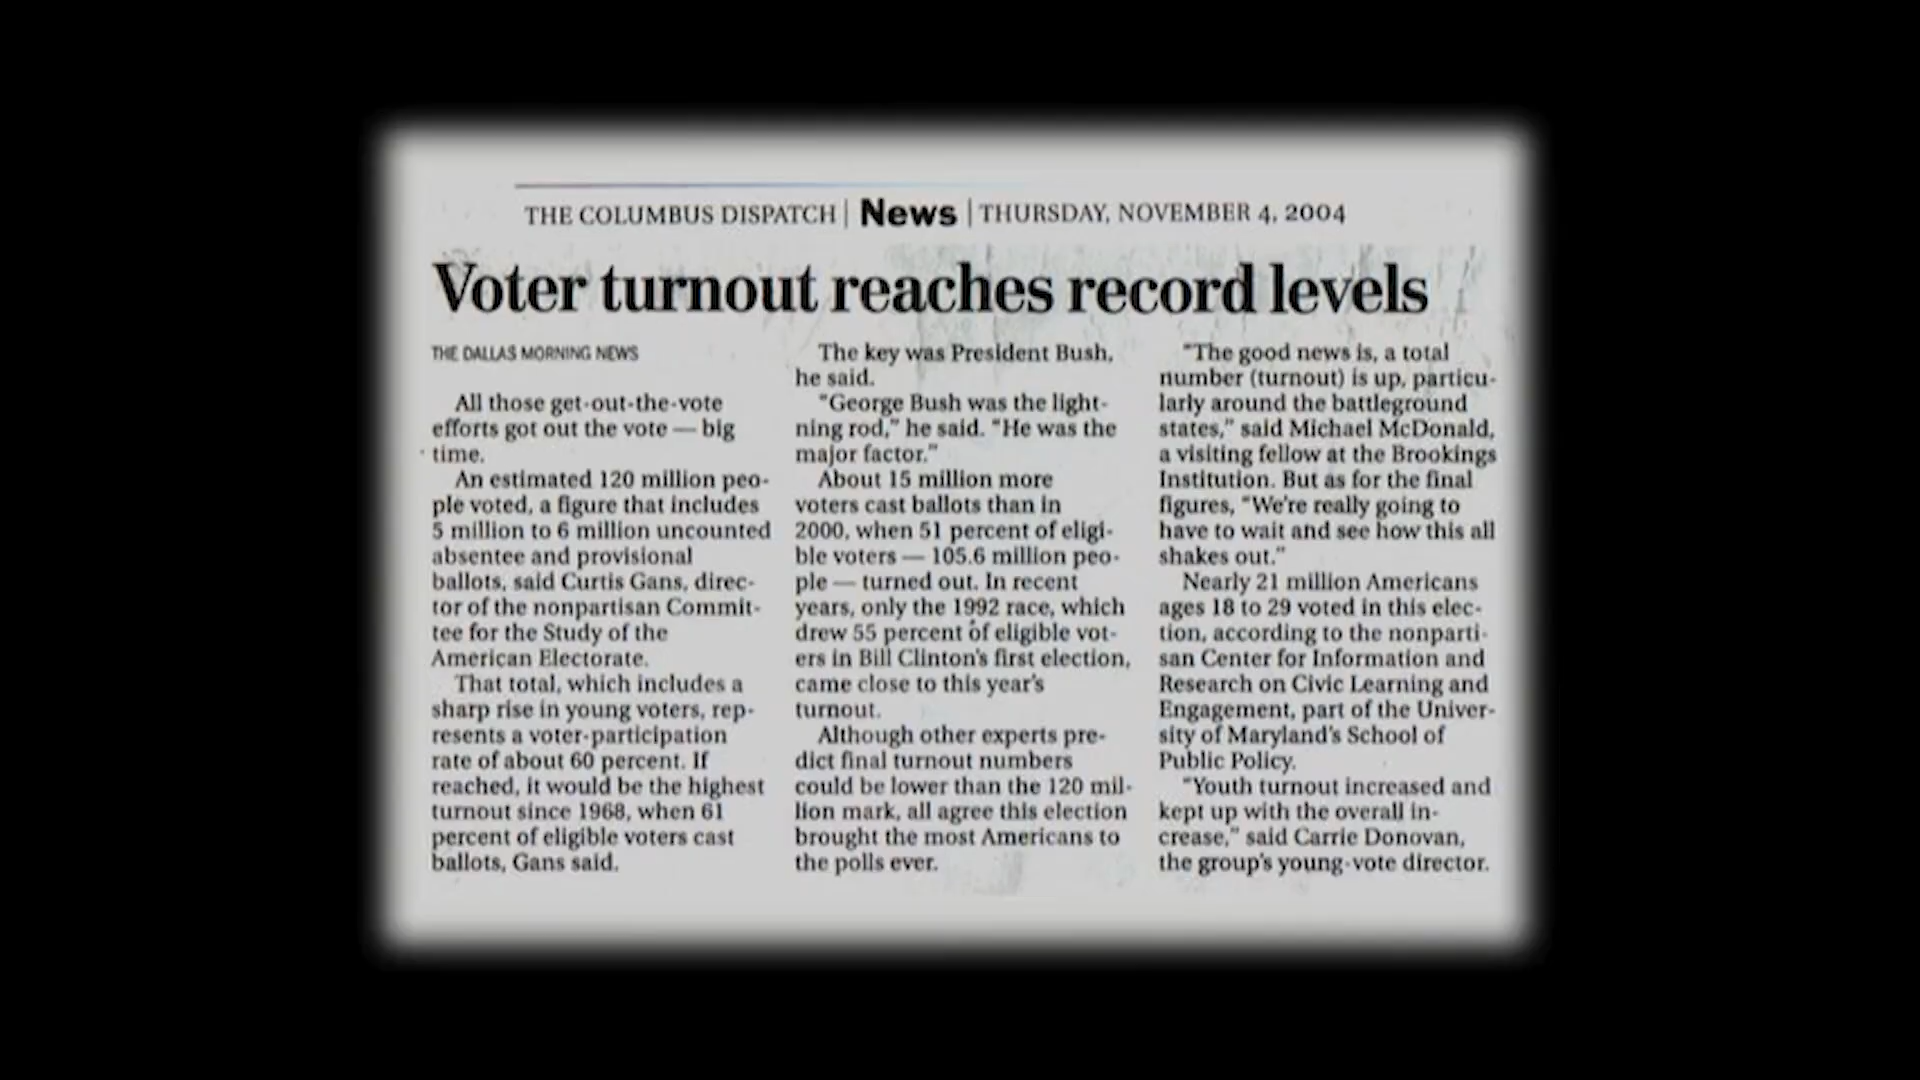 THE COLUMBUS DISPATCH | News | THURSDAY, NOVEMBER 4, 2004
Voter turnout reaches record levels
THE DALLAS MORNING NEWS
All those get-out-the-vote
efforts got out the vote — big
time.
An estimated 120 million peo-
ple voted, a figure that includes
5 million to 6 million uncounted
absentee and provisional
ballots, said Curtis Gans, direc-
tor of the nonpartisan Commit-
tee for the Study of the
American Electorate.
That total, which includes a
sharp rise in young voters, rep-
resents a voter-participation
rate of about 60 percent. If
reached, it would be the highest
turnout since 1968, when 61
percent of eligible voters cast
ballots, Gans said.
The key was President Bush,
he said.
"George Bush was the light-
ning rod," he said. "He was the
major factor."
About 15 million more
voters cast ballots than in
2000, when 51 percent of eligi-
ble voters — 105.6 million peo-
ple — turned out. In recent
years, only the 1992 race, which
drew 55 percent of eligible vot-
ers in Bill Clinton's first election,
came close to this year's
turnout.
Although other experts pre-
dict final turnout numbers
could be lower than the 120 mil-
lion mark, all agree this election
brought the most Americans to
the polls ever.
"The good news is, a total
number (turnout) is up, particu-
larly around the battleground
states," said Michael McDonald,
a visiting fellow at the Brookings
Institution. But as for the final
figures, "We're really going to
have to wait and see how this all
shakes out."
Nearly 21 million Americans
ages 18 to 29 voted in this elec-
tion, according to the nonparti-
san Center for Information and
Research on Civic Learning and
Engagement, part of the Univer-
sity of Maryland's School of
Public Policy.
"Youth turnout increased and
kept up with the overall in-
crease," said Carrie Donovan,
the group's young-vote director.